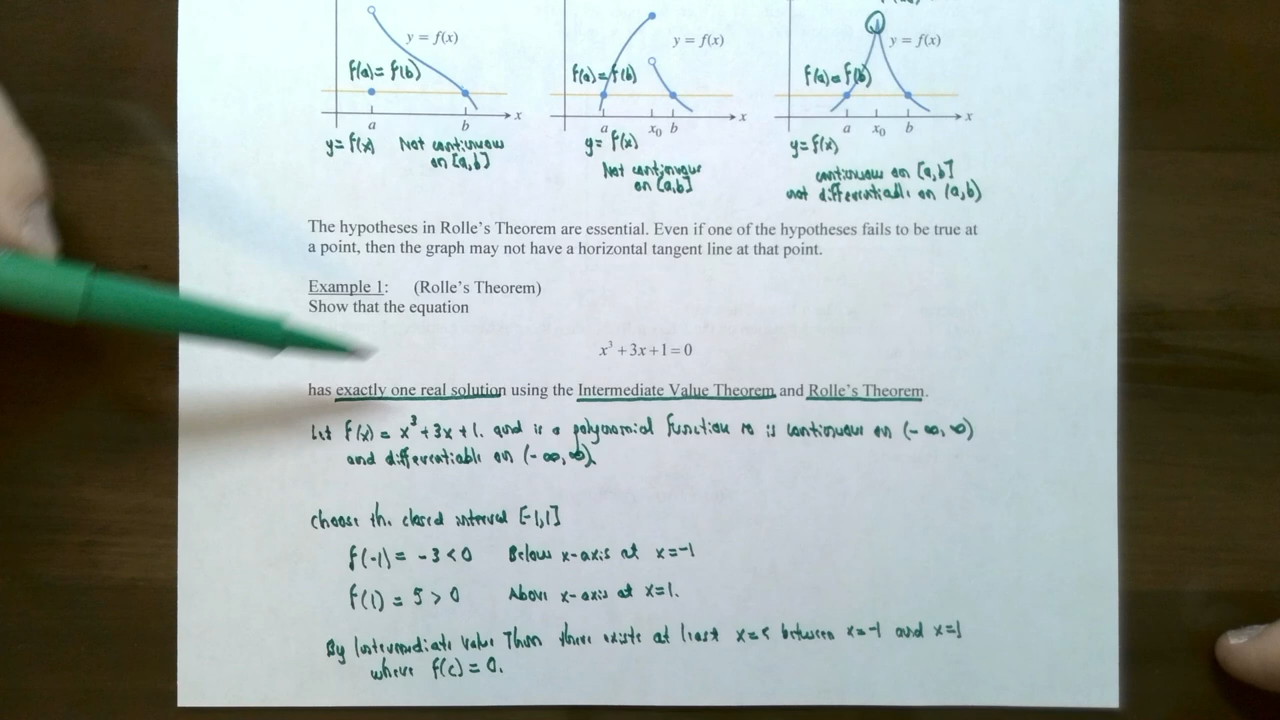 y = f(x) y = f(x) y = f(x)
f(a) = f(b) f(a) = f(b) f(a) = f(b)
a b x a x₀ b x a x₀ b x
y = f(x) Not continuous y = f(x) y = f(x)
on [a,b] Not continuous continuous on [a,b]
on [a,b] not differentiable on (a,b)
The hypotheses in Rolle's Theorem are essential. Even if one of the hypotheses fails to be true at
a point, then the graph may not have a horizontal tangent line at that point.
Example 1: (Rolle's Theorem)
Show that the equation
x³ + 3x + 1 = 0
has exactly one real solution using the Intermediate Value Theorem and Rolle's Theorem.
Let f(x) = x³ + 3x + 1. and is a polynomial function so is continuous on (-∞, ∞)
and differentiable on (-∞, ∞).
Choose the closed interval [-1,1]
f(-1) = -3 < 0 Below x-axis at x=-1
f(1) = 5 > 0 Above x-axis at x=1.
By Intermediate Value Thm there exists at least x=c between x=-1 and x=1
where f(c) = 0.